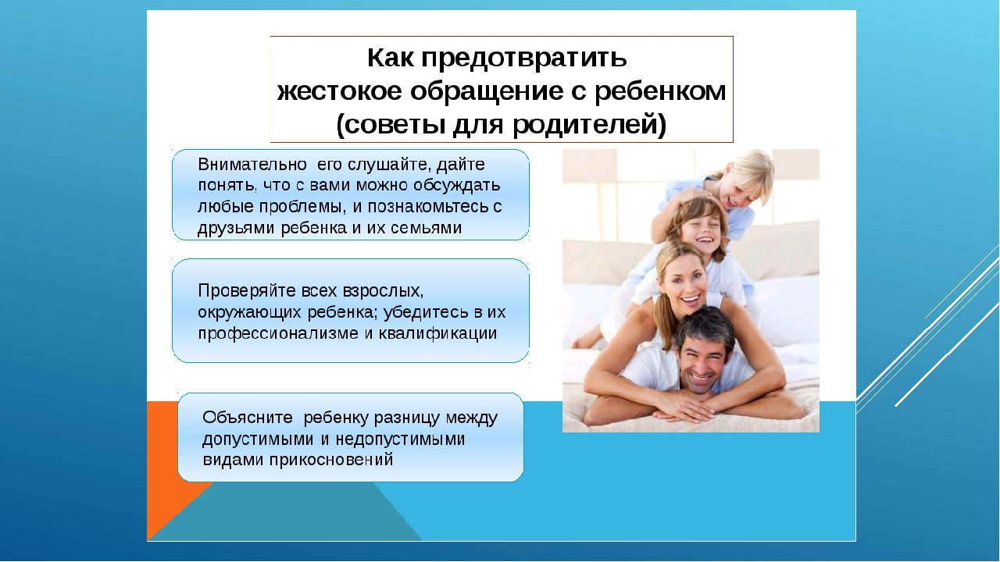 Как предотвратить
жестокое обращение с ребенком
(советы для родителей)
Внимательно его слушайте, дайте
понять, что с вами можно обсуждать
любые проблемы, и познакомьтесь с
друзьями ребенка и их семьями
Проверяйте всех взрослых,
окружающих ребенка; убедитесь в их
профессионализме и квалификации
Объясните ребенку разницу между
допустимыми и недопустимыми
видами прикосновений